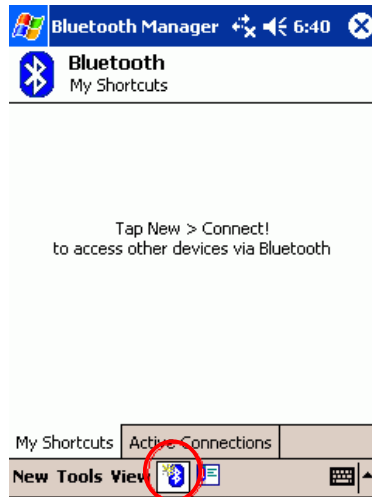 Bluetooth Manager 6:40
Bluetooth
My Shortcuts
Tap New > Connect!
to access other devices via Bluetooth
My Shortcuts Active Connections
New Tools View